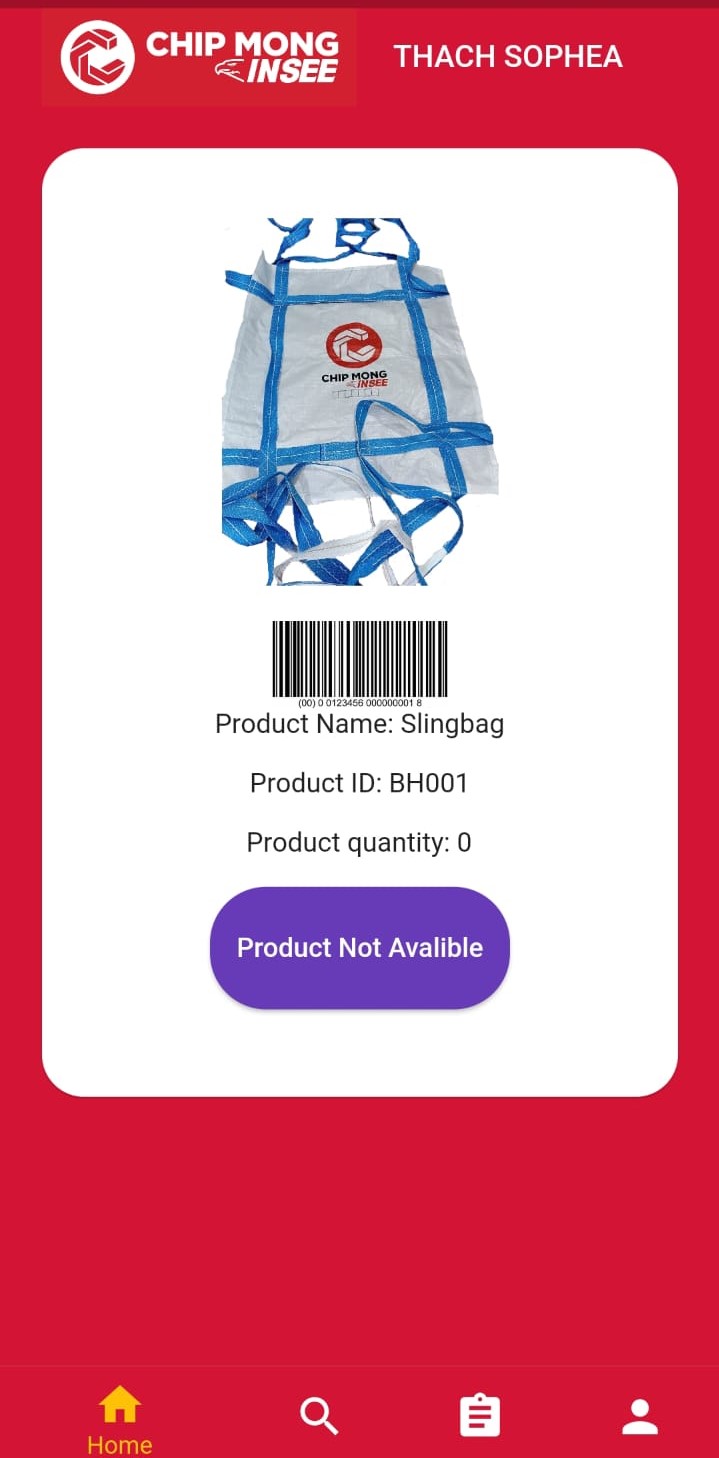 CHIP MONG
INSEE
THACH SOPHEA
CHIP MONG
INSEE
(00) 0 0123456 000000001 8
Product Name: Slingbag
Product ID: BH001
Product quantity: 0
Product Not Avalible
Home